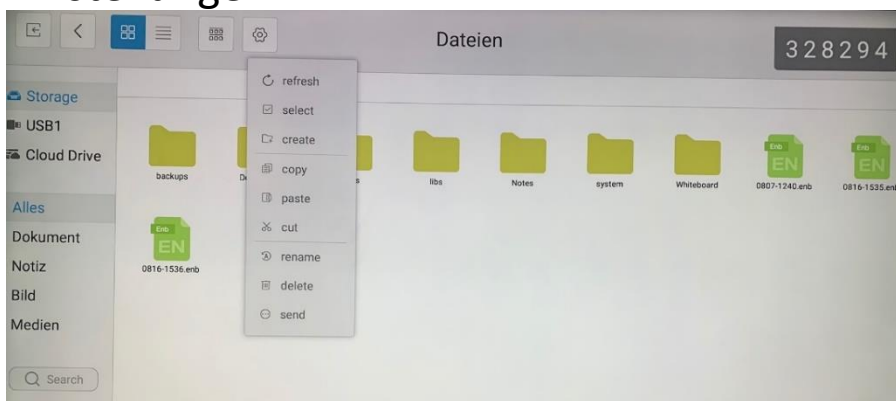 Dateien
328294
refresh
select
create
copy
paste
cut
rename
delete
send
Storage
USB1
Cloud Drive
Alles
Dokument
Notiz
Bild
Medien
Search
backups
libs
Notes
system
Whiteboard
Enb
EN
0807-1240.enb
Enb
EN
0816-1535.enb
Enb
EN
0816-1536.enb